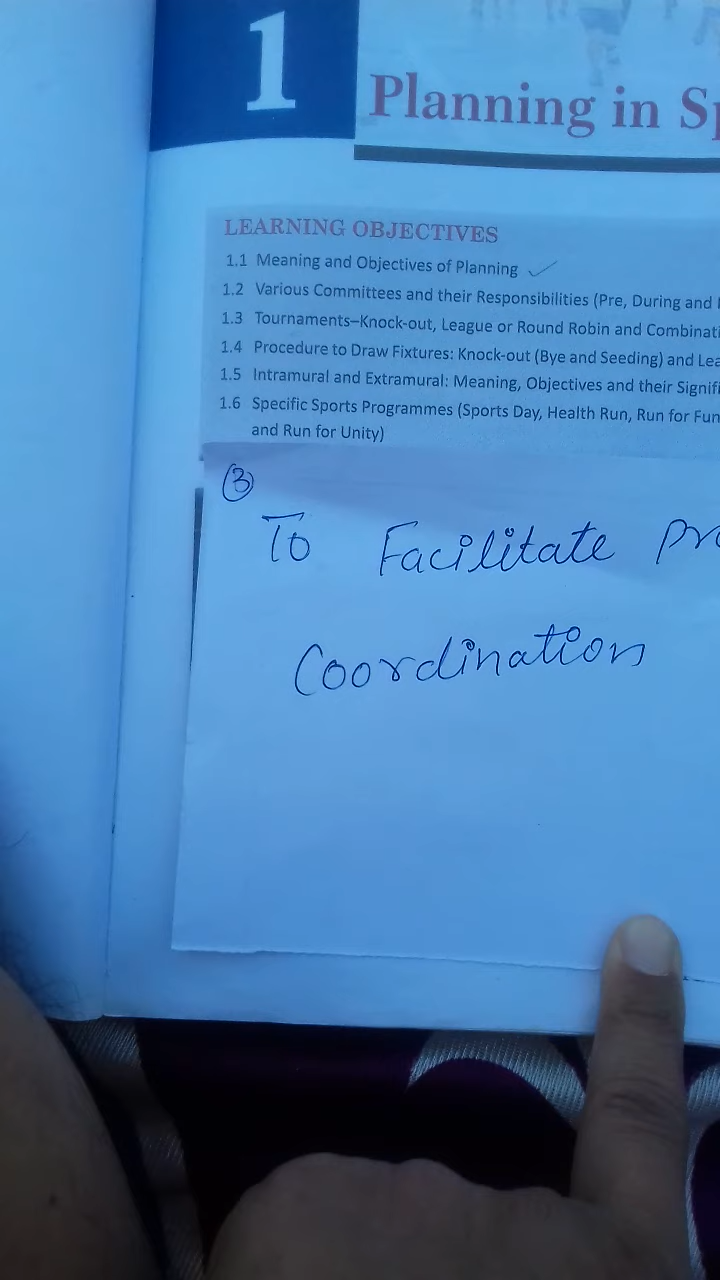 1
Planning in Sp
LEARNING OBJECTIVES
1.1 Meaning and Objectives of Planning
1.2 Various Committees and their Responsibilities (Pre, During and
1.3 Tournaments–Knock-out, League or Round Robin and Combinati
1.4 Procedure to Draw Fixtures: Knock-out (Bye and Seeding) and Lea
1.5 Intramural and Extramural: Meaning, Objectives and their Signifi
1.6 Specific Sports Programmes (Sports Day, Health Run, Run for Fun
and Run for Unity)
3
To Facilitate Pro
Coordination